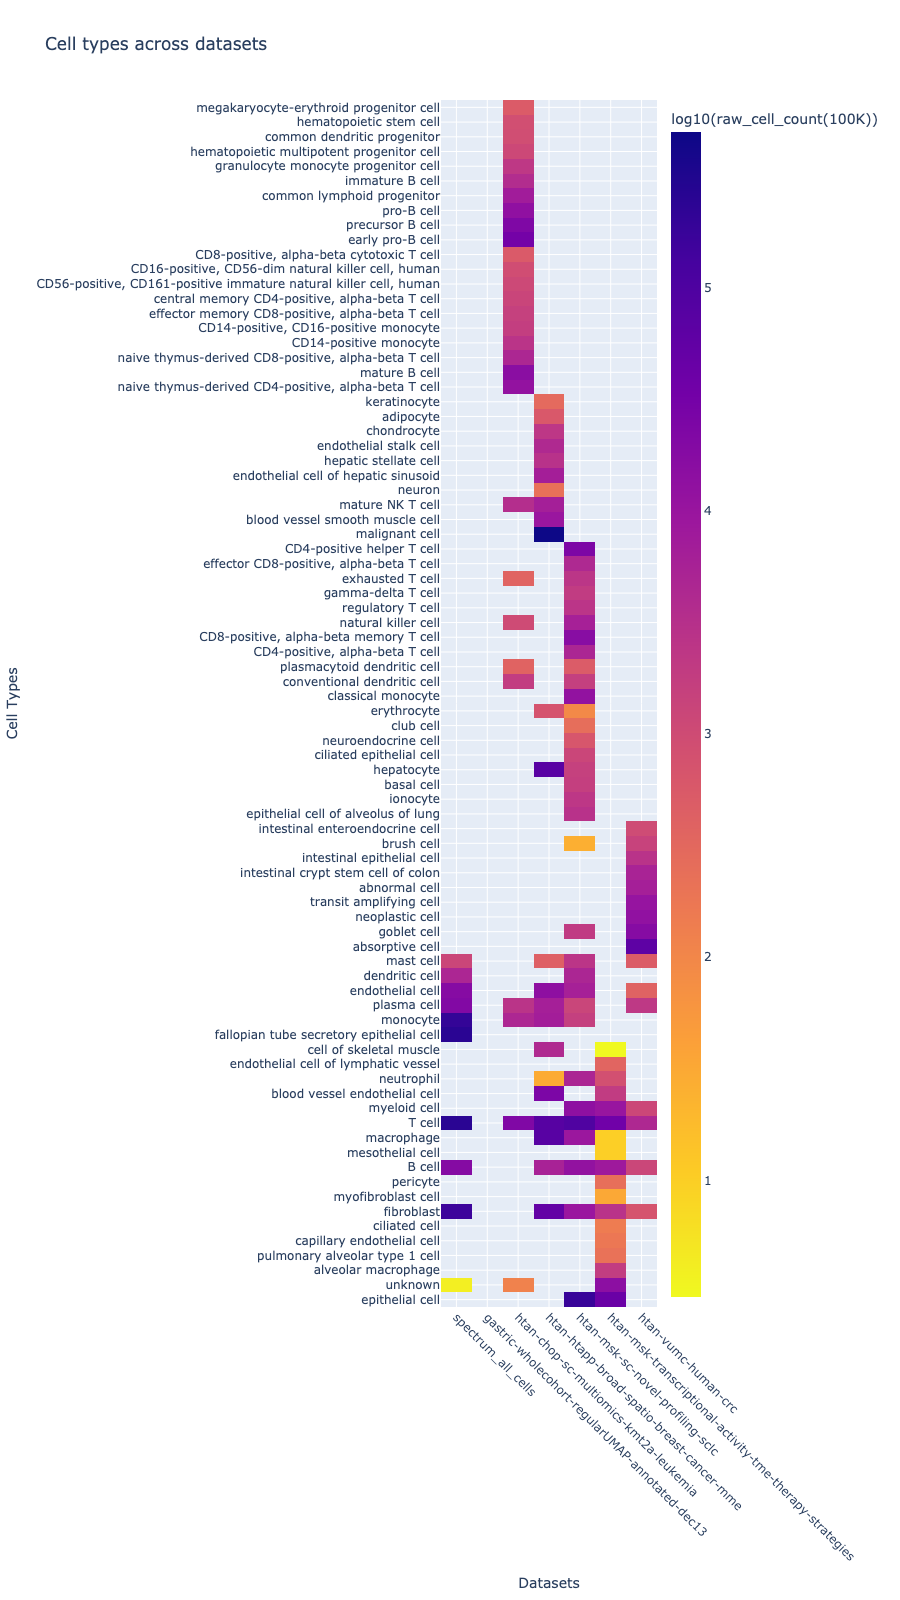 Cell types across datasets
log10(raw_cell_count(100K))
megakaryocyte-erythroid progenitor cell
hematopoietic stem cell
common dendritic progenitor
hematopoietic multipotent progenitor cell
granulocyte monocyte progenitor cell
immature B cell
common lymphoid progenitor
pro-B cell
precursor B cell
early pro-B cell
CD8-positive, alpha-beta cytotoxic T cell
CD16-positive, CD56-dim natural killer cell, human
CD56-positive, CD161-positive immature natural killer cell, human
central memory CD4-positive, alpha-beta T cell
effector memory CD8-positive, alpha-beta T cell
CD14-positive, CD16-positive monocyte
CD14-positive monocyte
naive thymus-derived CD8-positive, alpha-beta T cell
mature B cell
naive thymus-derived CD4-positive, alpha-beta T cell
keratinocyte
adipocyte
chondrocyte
endothelial stalk cell
hepatic stellate cell
endothelial cell of hepatic sinusoid
neuron
mature NK T cell
blood vessel smooth muscle cell
malignant cell
CD4-positive helper T cell
effector CD8-positive, alpha-beta T cell
exhausted T cell
gamma-delta T cell
regulatory T cell
natural killer cell
CD8-positive, alpha-beta memory T cell
CD4-positive, alpha-beta T cell
plasmacytoid dendritic cell
conventional dendritic cell
classical monocyte
erythrocyte
club cell
neuroendocrine cell
ciliated epithelial cell
hepatocyte
basal cell
ionocyte
epithelial cell of alveolus of lung
intestinal enteroendocrine cell
brush cell
intestinal epithelial cell
intestinal crypt stem cell of colon
abnormal cell
transit amplifying cell
neoplastic cell
goblet cell
absorptive cell
mast cell
dendritic cell
endothelial cell
plasma cell
monocyte
fallopian tube secretory epithelial cell
cell of skeletal muscle
endothelial cell of lymphatic vessel
neutrophil
blood vessel endothelial cell
myeloid cell
T cell
macrophage
mesothelial cell
B cell
pericyte
myofibroblast cell
fibroblast
ciliated cell
capillary endothelial cell
pulmonary alveolar type 1 cell
alveolar macrophage
unknown
epithelial cell
Cell Types
5
4
3
2
1
spectrum_all_cells
gastric-wholecohort-regularUMAP-annotated-dec13
htan-chop-sc-multiomics-kmt2a-leukemia
htan-htapp-broad-spatio-breast-cancer-mme
htan-msk-sc-novel-profiling-sclc
htan-msk-transcriptional-activity-tme-therapy-strategies
htan-vumc-human-crc
Datasets